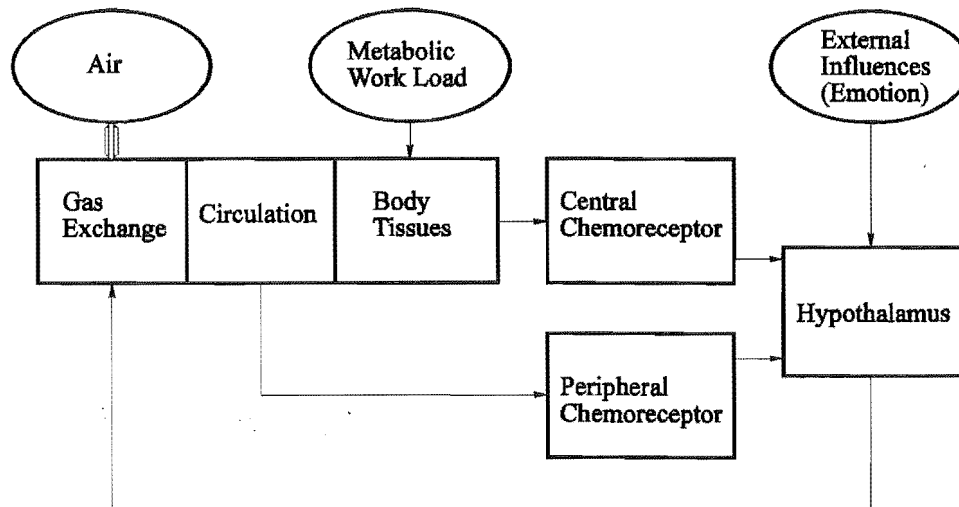 Air
Metabolic
Work Load
External
Influences
(Emotion)
Gas
Exchange
Circulation
Body
Tissues
Central
Chemoreceptor
Hypothalamus
Peripheral
Chemoreceptor